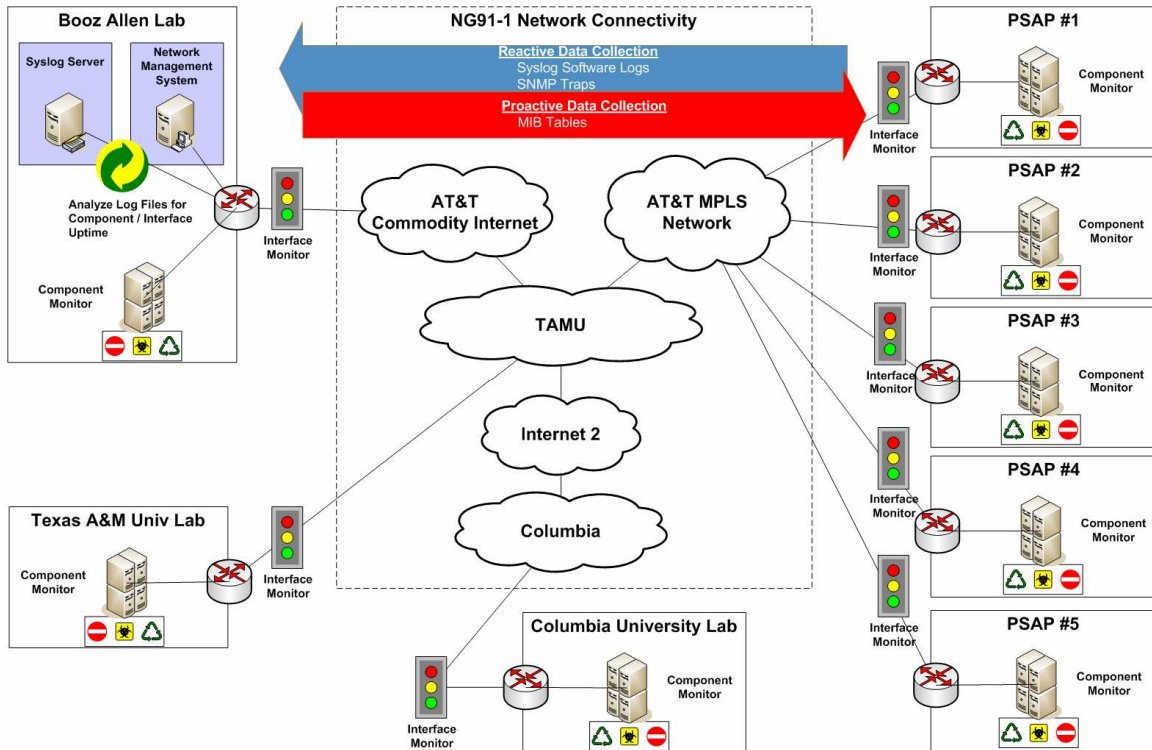 Booz Allen Lab
Syslog Server
Network
Management
System
Analyze Log Files for
Component / Interface
Uptime
Component
Monitor
Interface
Monitor
NG91-1 Network Connectivity
Reactive Data Collection
Syslog Software Logs
SNMP Traps
Proactive Data Collection
MIB Tables
AT&T
Commodity Internet
AT&T MPLS
Network
TAMU
Internet 2
Columbia
Texas A&M Univ Lab
Component
Monitor
Interface
Monitor
Columbia University Lab
Component
Monitor
Interface
Monitor
PSAP #1
Component
Monitor
Interface
Monitor
PSAP #2
Component
Monitor
Interface
Monitor
PSAP #3
Component
Monitor
Interface
Monitor
PSAP #4
Component
Monitor
Interface
Monitor
PSAP #5
Component
Monitor
Interface
Monitor